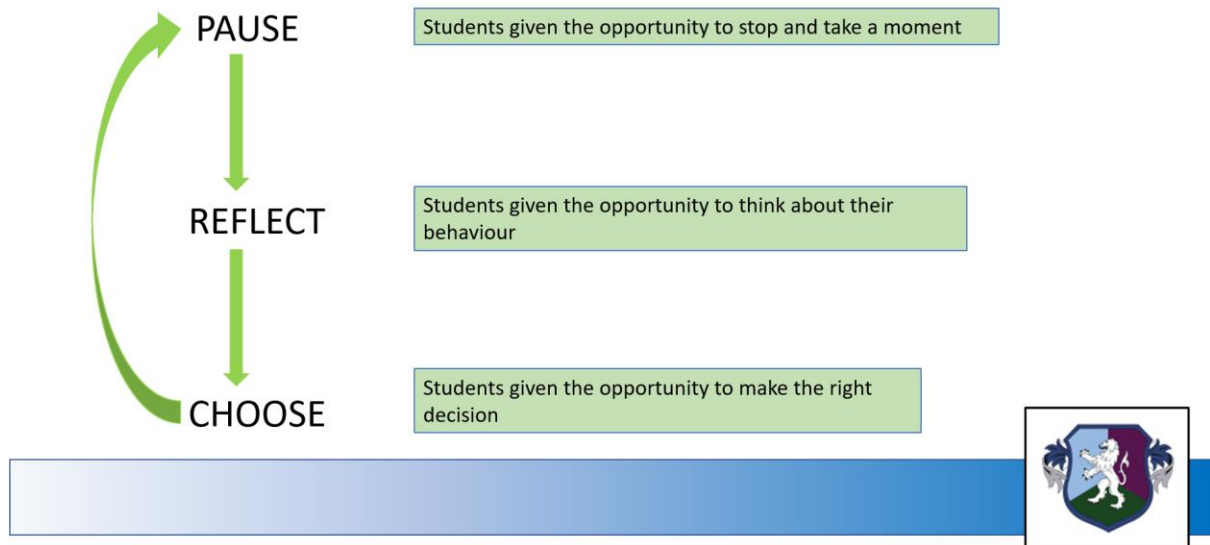 PAUSE
Students given the opportunity to stop and take a moment
REFLECT
Students given the opportunity to think about their
behaviour
CHOOSE
Students given the opportunity to make the right
decision